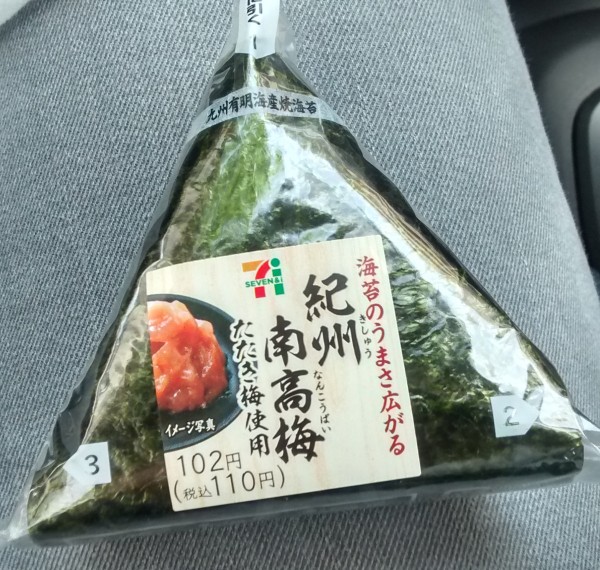 1
九州有明海産焼海苔
SEVEN&i
海苔のうまさ広がる
紀州
きしゅう
南高梅
なんこうばい
たたき梅使用
イメージ写真
102円
(税込110円)
2
3